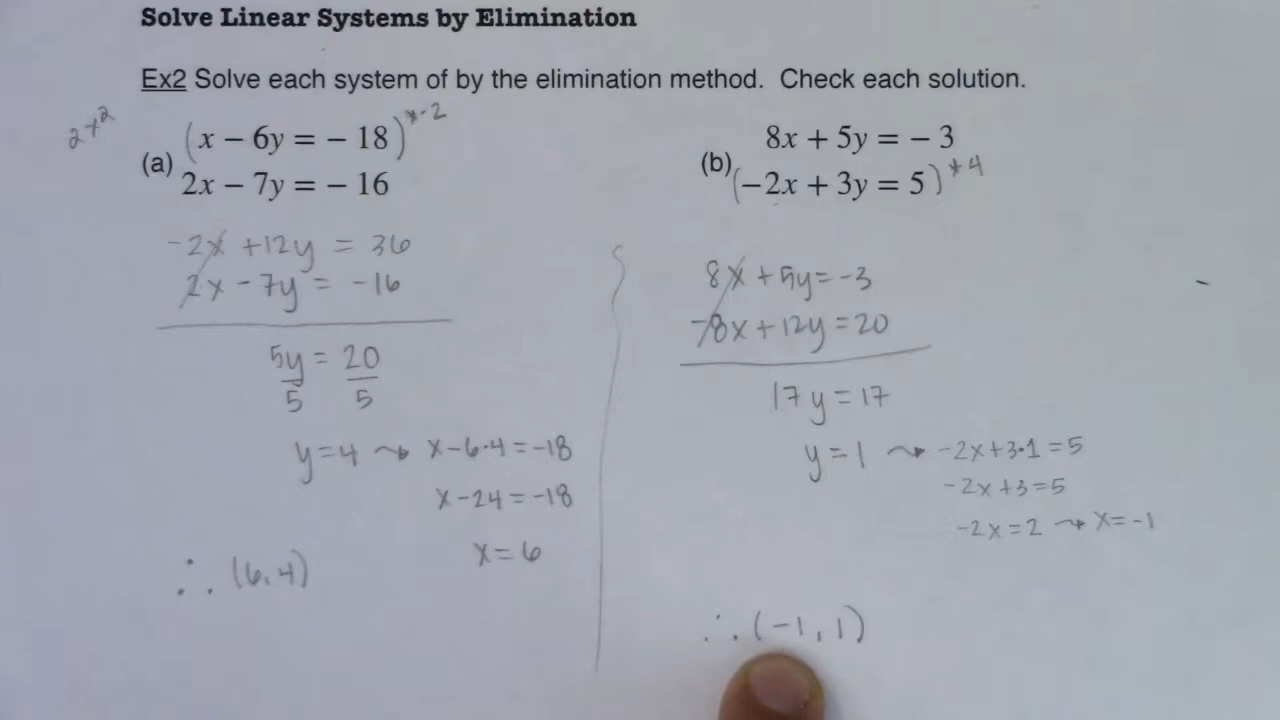 Solve Linear Systems by Elimination
Ex2 Solve each system of by the elimination method. Check each solution.
2x²
(a)
(x − 6y = − 18)*-2
2x − 7y = − 16
-2x + 12y = 36
2x - 7y = -16
5y = 20
5 5
y = 4 ⤳ x - 6·4 = -18
x - 24 = -18
x = 6
∴ (6, 4)
(b)
8x + 5y = − 3
(−2x + 3y = 5)*4
8x + 5y = -3
-8x + 12y = 20
17y = 17
y = 1 ⤳ -2x + 3·1 = 5
-2x + 3 = 5
-2x = 2 ⤳ x = -1
∴ (-1, 1)